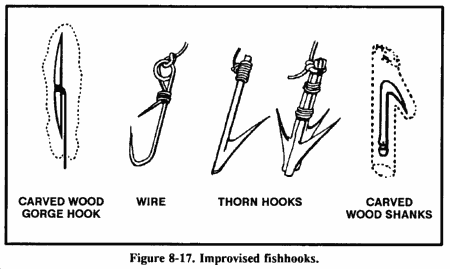 CARVED WOOD
GORGE HOOK
WIRE
THORN HOOKS
CARVED
WOOD SHANKS
Figure 8-17. Improvised fishhooks.